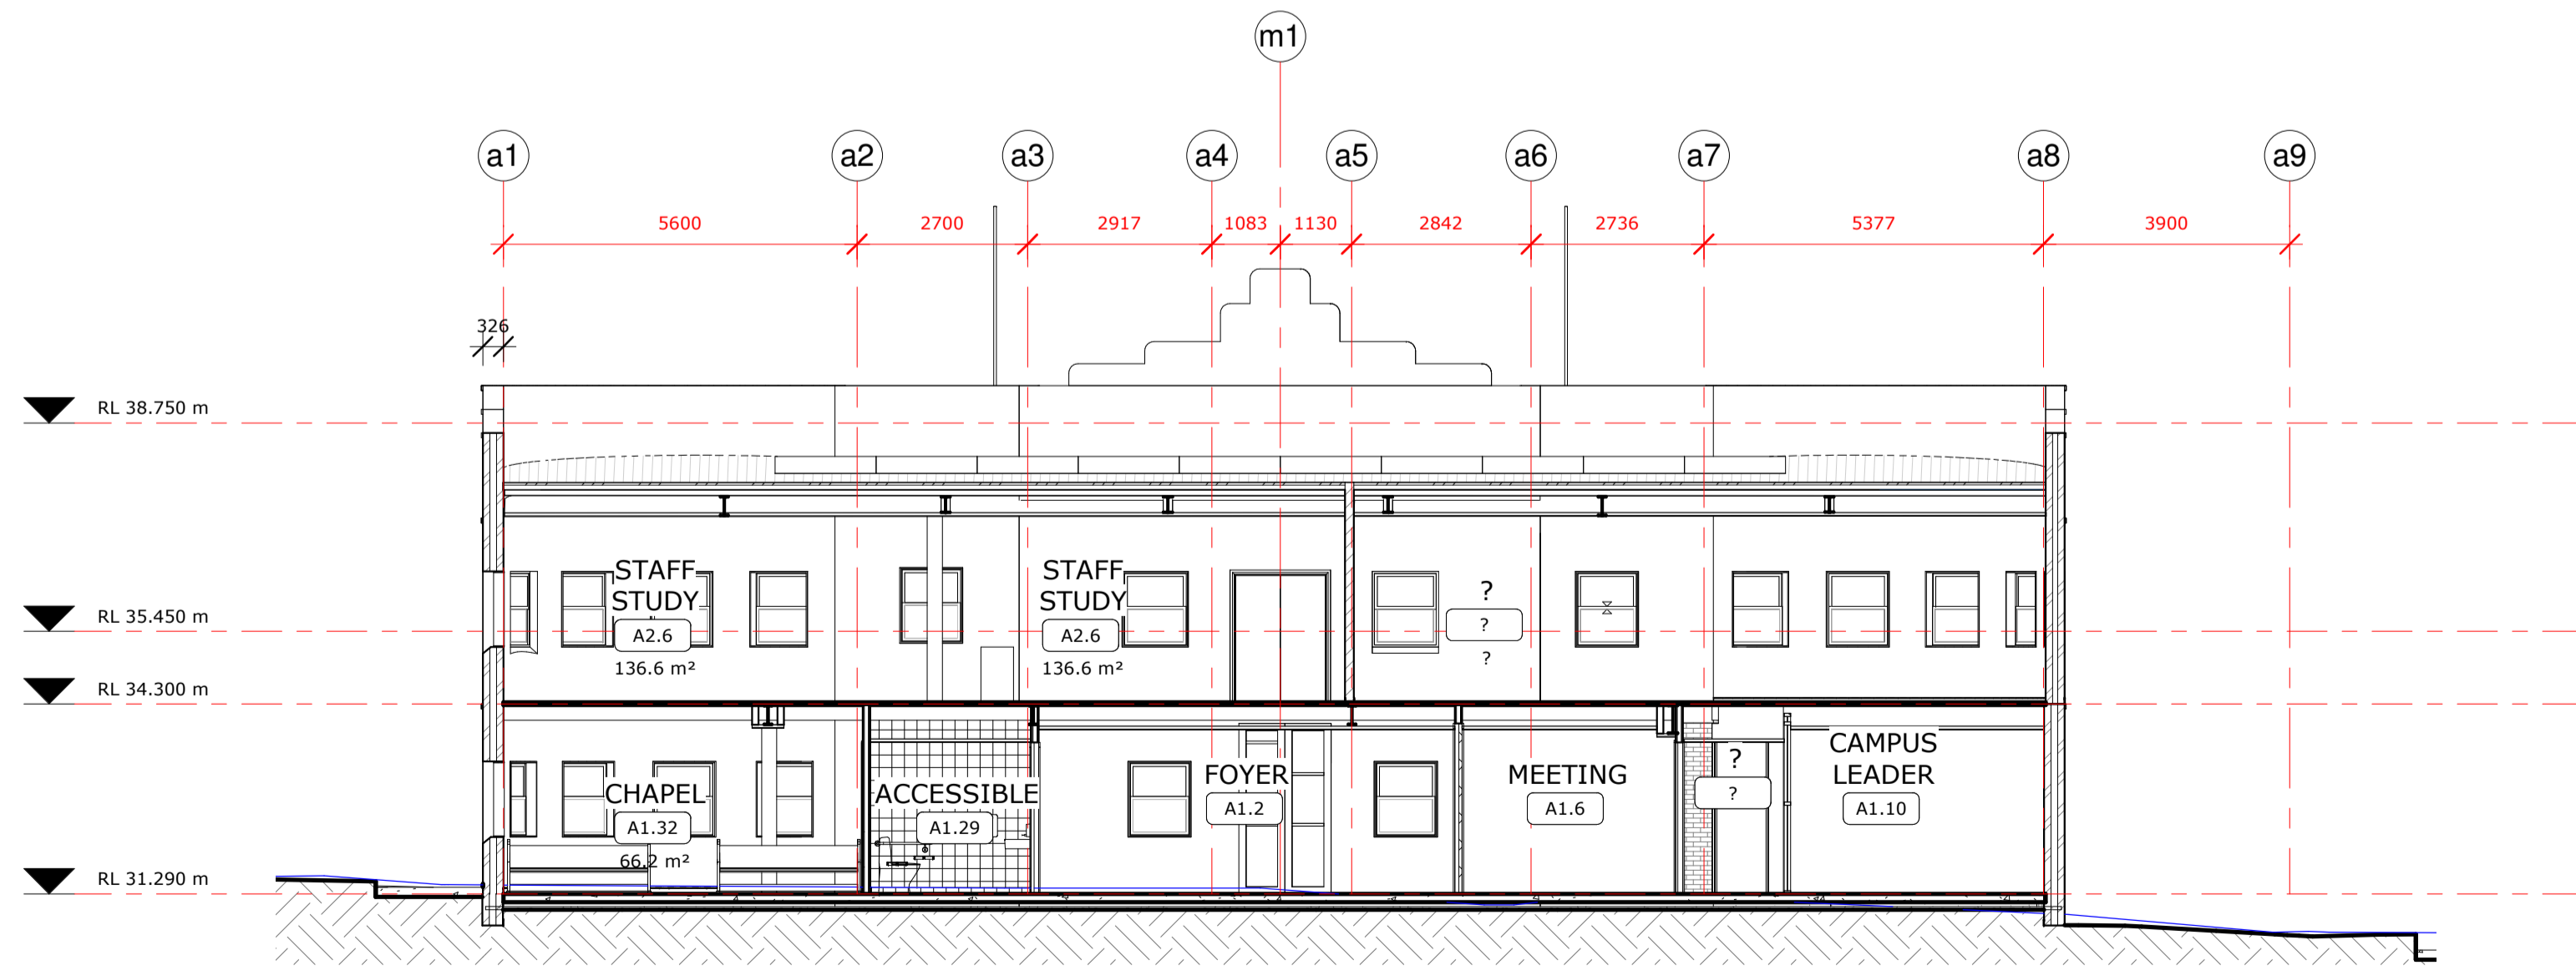 m1
a1
a2
a3
a4
a5
a6
a7
a8
a9
5600
2700
2917
1083
1130
2842
2736
5377
3900
326
RL 38.750 m
RL 35.450 m
RL 34.300 m
RL 31.290 m
STAFF
STUDY
A2.6
136.6 m²
STAFF
STUDY
A2.6
136.6 m²
?
?
?
CHAPEL
A1.32
66.2 m²
ACCESSIBLE
A1.29
FOYER
A1.2
MEETING
A1.6
?
?
CAMPUS
LEADER
A1.10